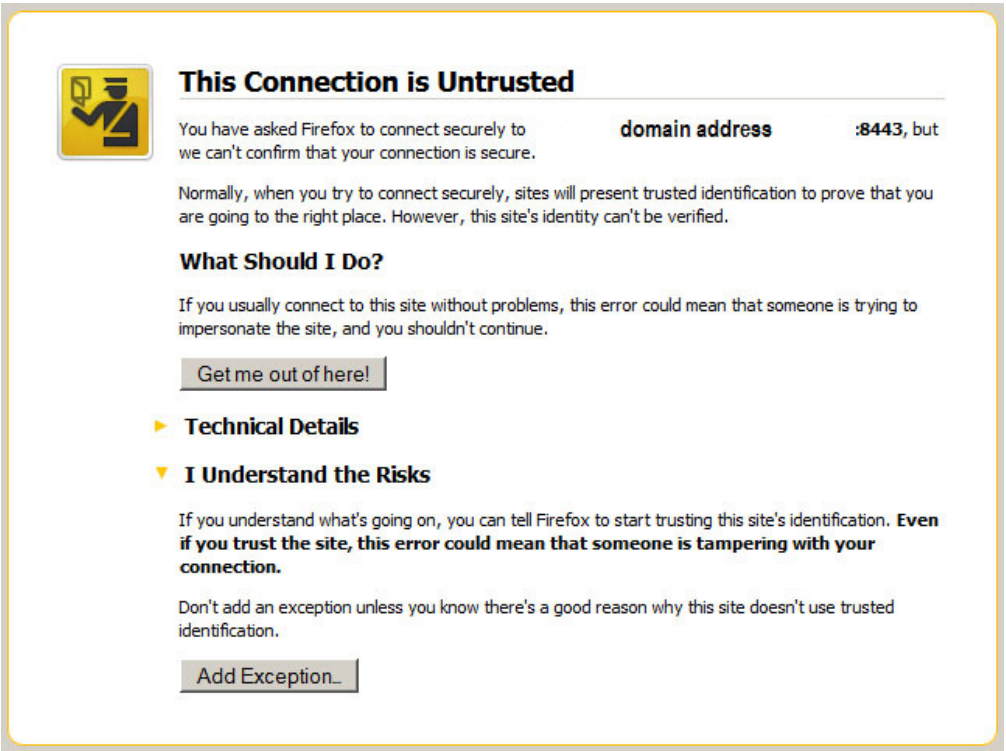 This Connection is Untrusted
You have asked Firefox to connect securely to domain address :8443, but
we can't confirm that your connection is secure.
Normally, when you try to connect securely, sites will present trusted identification to prove that you
are going to the right place. However, this site's identity can't be verified.
What Should I Do?
If you usually connect to this site without problems, this error could mean that someone is trying to
impersonate the site, and you shouldn't continue.
Get me out of here!
Technical Details
I Understand the Risks
If you understand what's going on, you can tell Firefox to start trusting this site's identification. Even
if you trust the site, this error could mean that someone is tampering with your
connection.
Don't add an exception unless you know there's a good reason why this site doesn't use trusted
identification.
Add Exception...